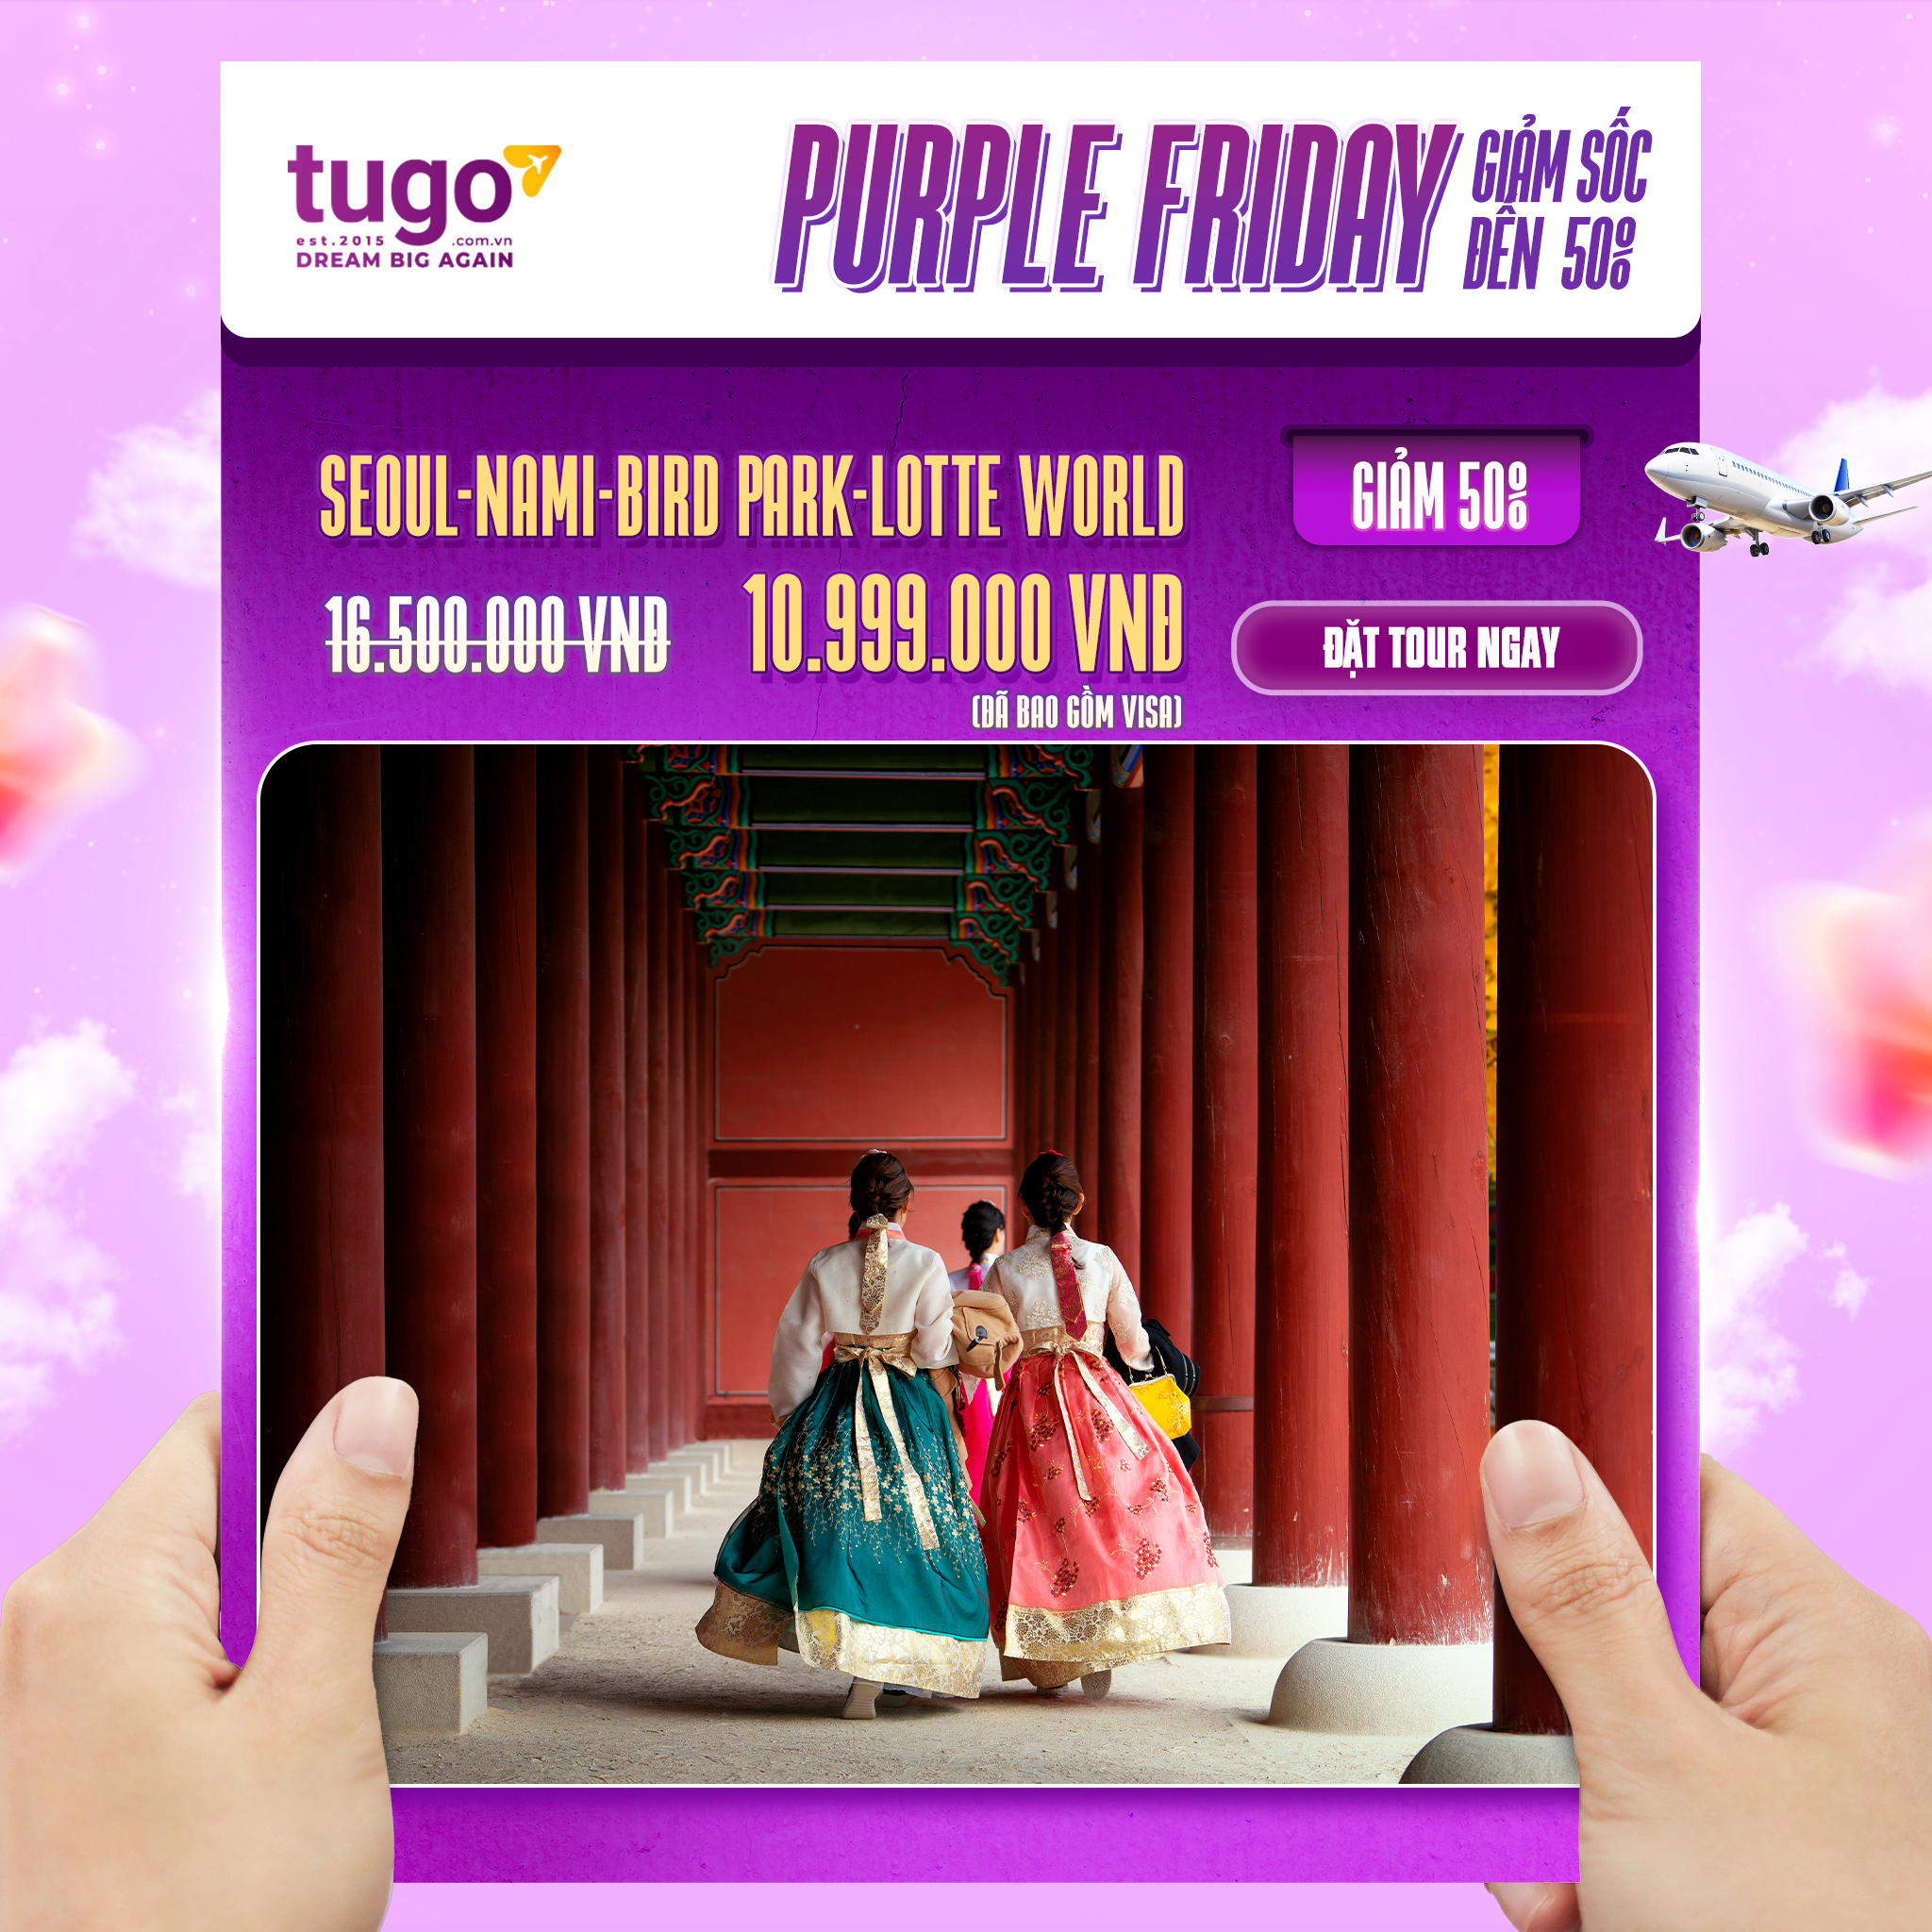 tugo
est.2015 .com.vn
DREAM BIG AGAIN
PURPLE FRIDAY
GIẢM SỐC
ĐẾN 50%
SEOUL-NAMI-BIRD PARK-LOTTE WORLD
GIẢM 50%
16.500.000 VNĐ
10.999.000 VNĐ
ĐẶT TOUR NGAY
(ĐÃ BAO GỒM VISA)